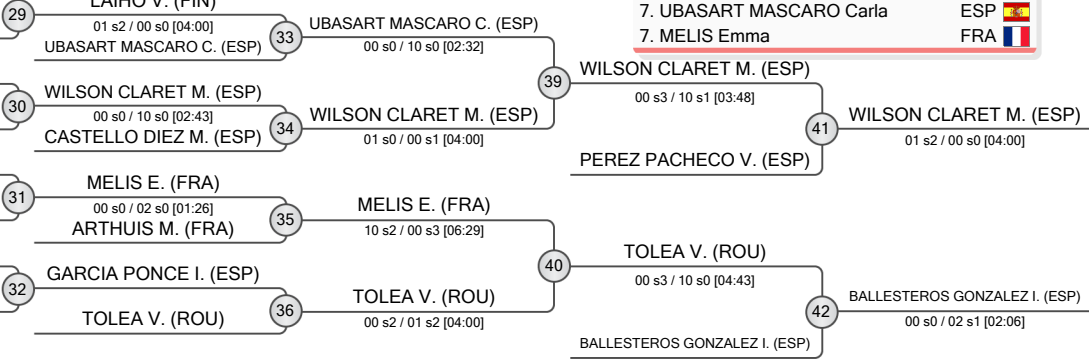 LAIHO V. (FIN)
29
01 s2 / 00 s0 [04:00]
UBASART MASCARO C. (ESP)
33
UBASART MASCARO C. (ESP)
00 s0 / 10 s0 [02:32]
30
WILSON CLARET M. (ESP)
00 s0 / 10 s0 [02:43]
CASTELLO DIEZ M. (ESP)
34
WILSON CLARET M. (ESP)
01 s0 / 00 s1 [04:00]
31
MELIS E. (FRA)
00 s0 / 02 s0 [01:26]
ARTHUIS M. (FRA)
35
MELIS E. (FRA)
10 s2 / 00 s3 [06:29]
32
GARCIA PONCE I. (ESP)
TOLEA V. (ROU)
36
TOLEA V. (ROU)
00 s2 / 01 s2 [04:00]
39
WILSON CLARET M. (ESP)
00 s3 / 10 s1 [03:48]
PEREZ PACHECO V. (ESP)
41
WILSON CLARET M. (ESP)
01 s2 / 00 s0 [04:00]
40
TOLEA V. (ROU)
00 s3 / 10 s0 [04:43]
BALLESTEROS GONZALEZ I. (ESP)
42
BALLESTEROS GONZALEZ I. (ESP)
00 s0 / 02 s1 [02:06]
7. UBASART MASCARO Carla ESP
7. MELIS Emma FRA